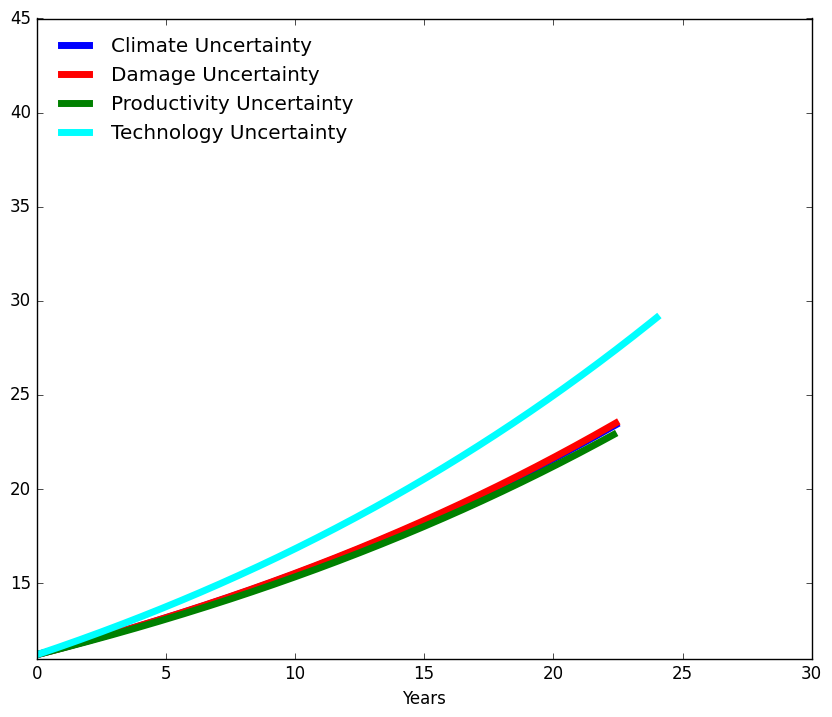 45
40
35
30
25
20
15
Climate Uncertainty
Damage Uncertainty
Productivity Uncertainty
Technology Uncertainty
0 5 10 15 20 25 30
Years